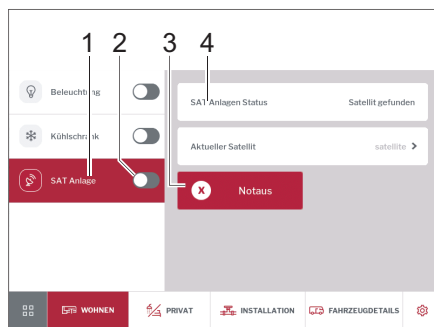 1 2 3 4
Beleuchtung
SAT Anlagen Status Satellit gefunden
Kühlschrank
Aktueller Satellit satellite
SAT Anlage
X Notaus
WOHNEN PRIVAT INSTALLATION FAHRZEUGDETAILS